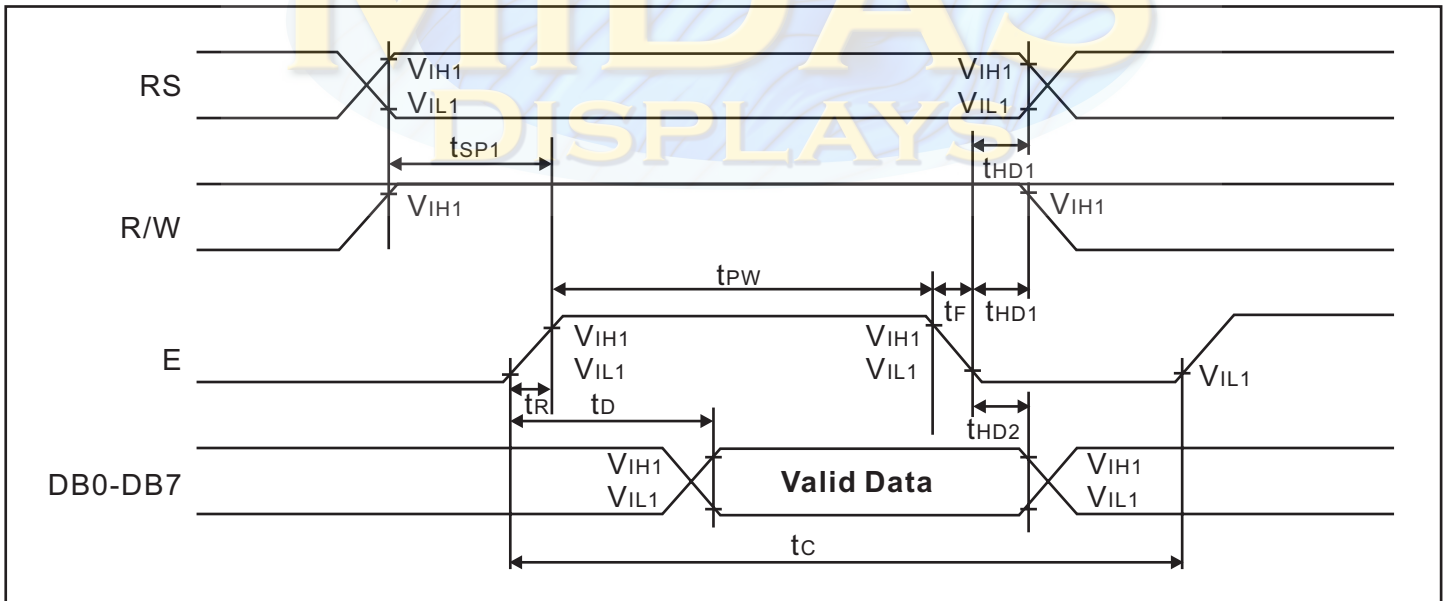 MIDAS
DISPLAYS
RS
VIH1
VIL1
VIH1
VIL1
tSP1
tHD1
R/W
VIH1
VIH1
tPW
tF
tHD1
E
VIH1
VIL1
VIH1
VIL1
VIL1
tR
tD
tHD2
DB0-DB7
VIH1
VIL1
Valid Data
VIH1
VIL1
tC